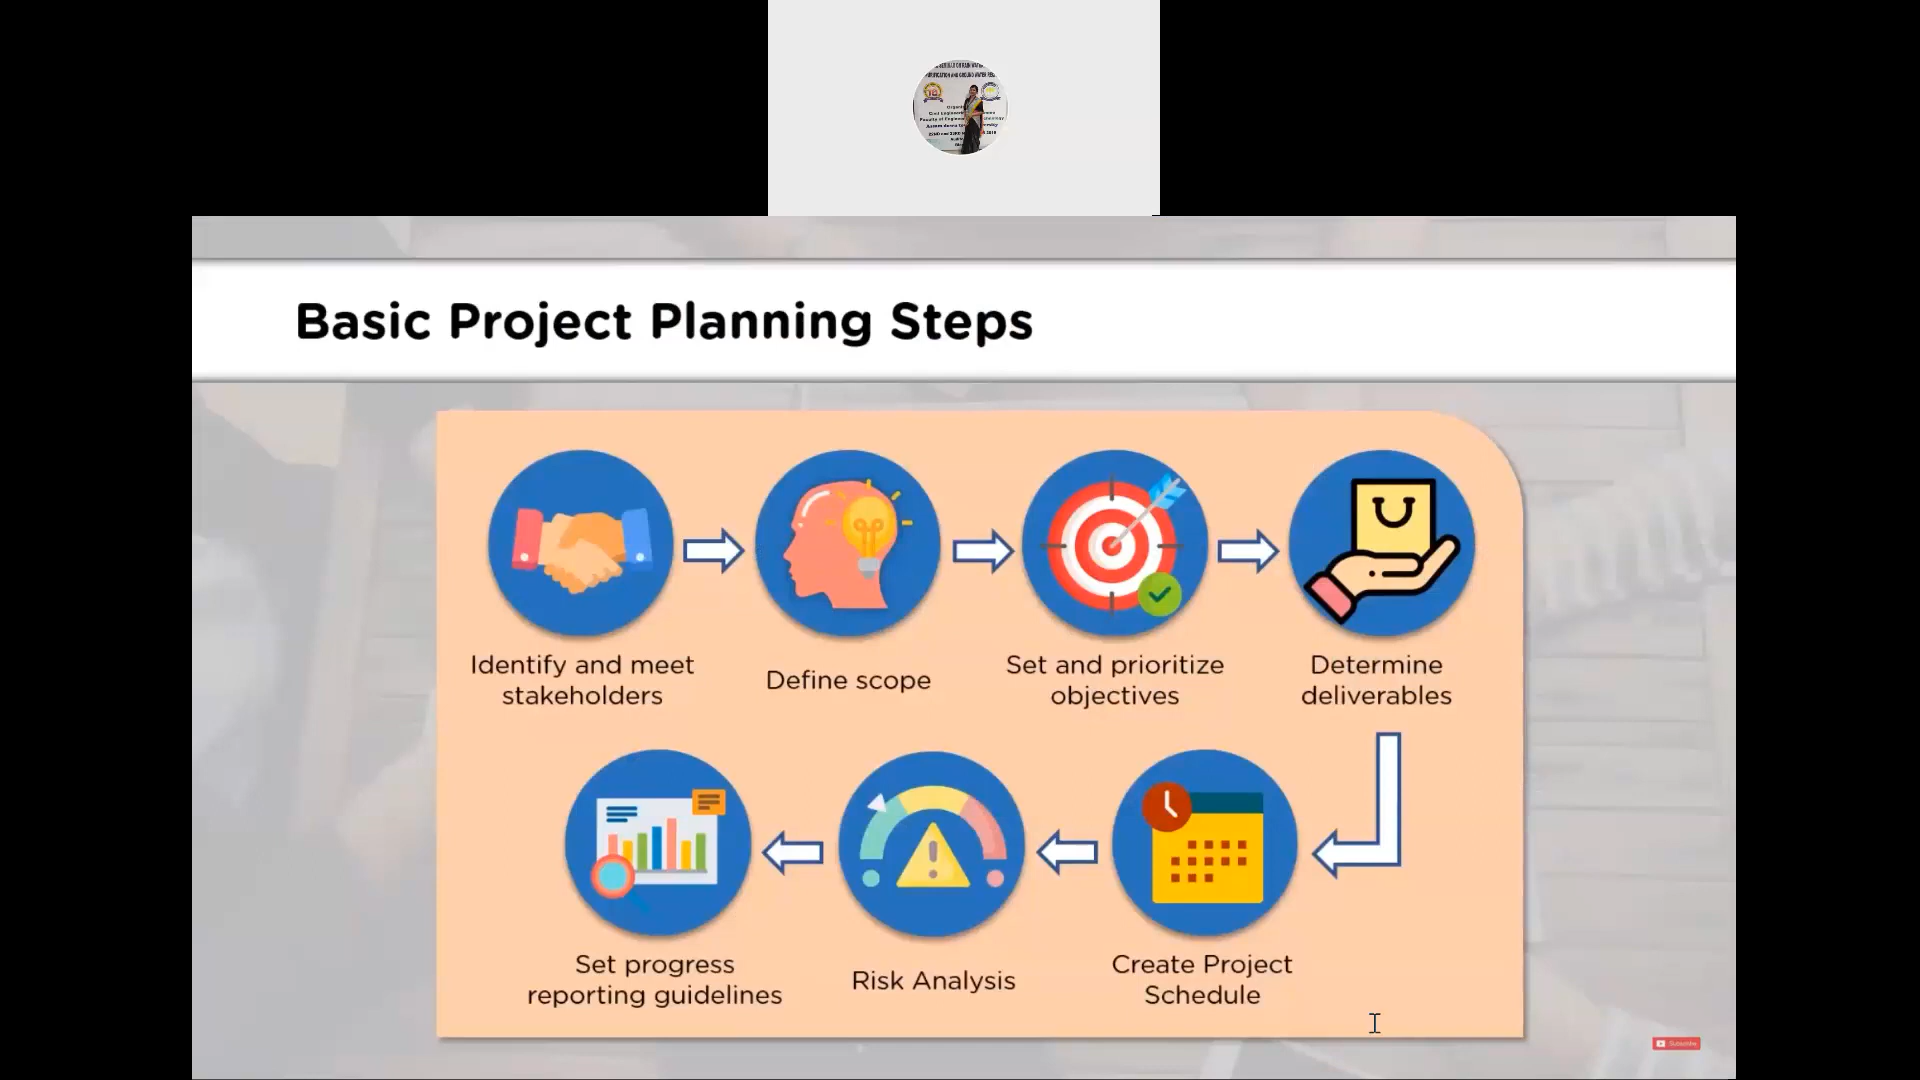 Basic Project Planning Steps
Identify and meet
stakeholders
Define scope
Set and prioritize
objectives
Determine
deliverables
Create Project
Schedule
Risk Analysis
Set progress
reporting guidelines
Subscribe